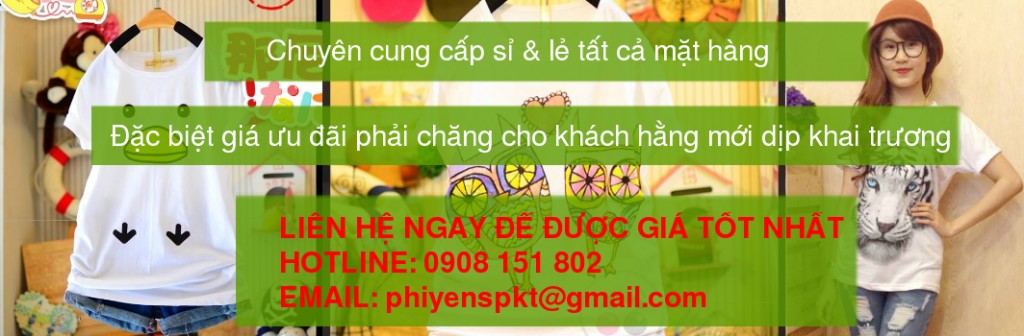 Chuyên cung cấp sỉ & lẻ tất cả mặt hàng
Đặc biệt giá ưu đãi phải chăng cho khách hằng mới dịp khai trương
LIÊN HỆ NGAY ĐỂ ĐƯỢC GIÁ TỐT NHẤT
HOTLINE: 0908 151 802
EMAIL: phiyenspkt@gmail.com